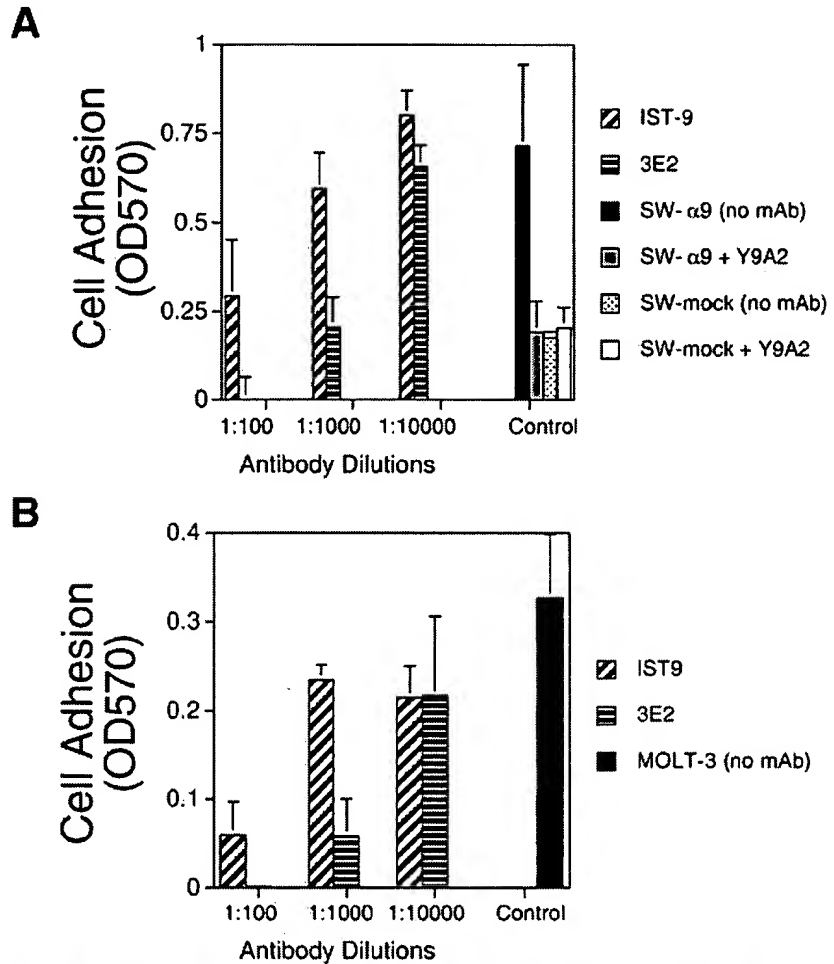 A
Cell Adhesion
(OD570)
1
0.75
0.5
0.25
0
1:100
1:1000
1:10000
Control
Antibody Dilutions
IST-9
3E2
SW- α9 (no mAb)
SW- α9 + Y9A2
SW-mock (no mAb)
SW-mock + Y9A2
B
Cell Adhesion
(OD570)
0.4
0.3
0.2
0.1
0
1:100
1:1000
1:10000
Control
Antibody Dilutions
IST9
3E2
MOLT-3 (no mAb)